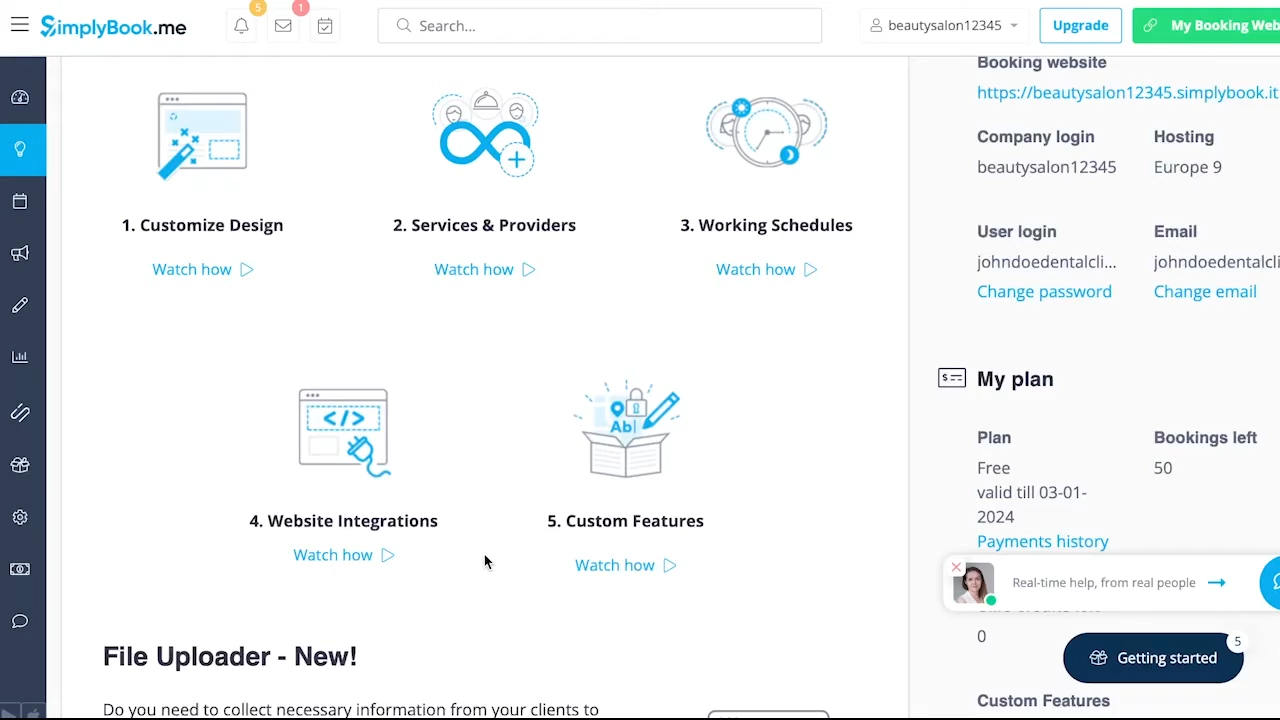 SimplyBook.me
5
1
Search...
beautysalon12345
Upgrade
My Booking Web
Booking website
https://beautysalon12345.simplybook.it
Company login
Hosting
beautysalon12345
Europe 9
User login
Email
johndoedentalcli...
johndoedentalcli
Change password
Change email
1. Customize Design
2. Services & Providers
3. Working Schedules
Watch how
Watch how
Watch how
</>
Ab
4. Website Integrations
5. Custom Features
Watch how
Watch how
File Uploader - New!
Do you need to collect necessary information from your clients to
My plan
Plan
Bookings left
Free
50
valid till 03-01-
2024
Payments history
Real-time help, from real people
0
Getting started
5
Custom Features